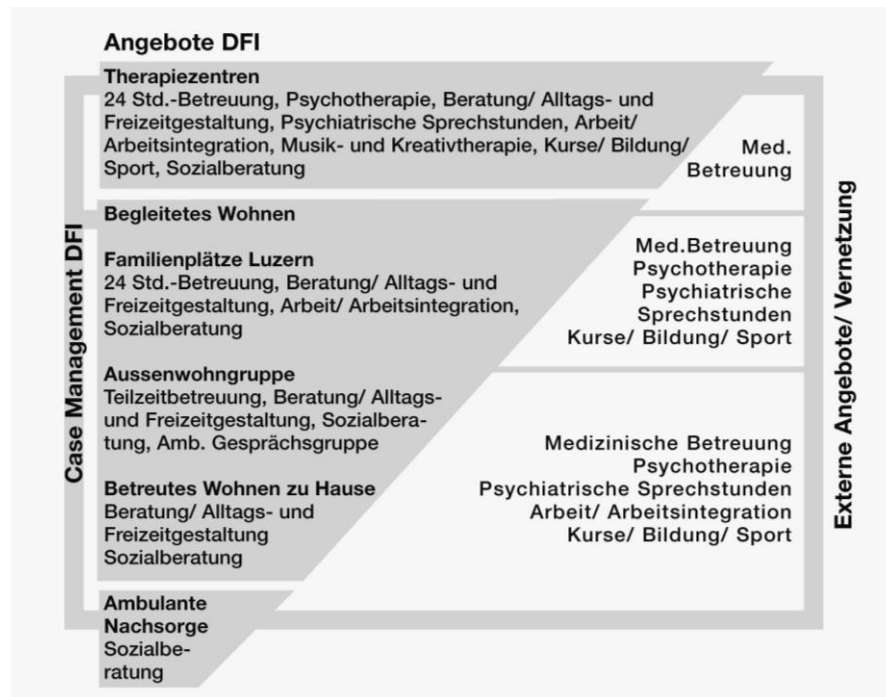 Angebote DFI
Therapiezentren
24 Std.-Betreuung, Psychotherapie, Beratung/ Alltags- und
Freizeitgestaltung, Psychiatrische Sprechstunden, Arbeit/
Arbeitsintegration, Musik- und Kreativtherapie, Kurse/ Bildung/
Sport, Sozialberatung
Med.
Betreuung
Begleitetes Wohnen
Familienplätze Luzern
24 Std.-Betreuung, Beratung/ Alltags- und
Freizeitgestaltung, Arbeit/ Arbeitsintegration,
Sozialberatung
Med.Betreuung
Psychotherapie
Psychiatrische
Sprechstunden
Kurse/ Bildung/ Sport
Aussenwohngruppe
Teilzeitbetreuung, Beratung/ Alltags-
und Freizeitgestaltung, Sozialbera-
tung, Amb. Gesprächsgruppe
Betreutes Wohnen zu Hause
Beratung/ Alltags- und
Freizeitgestaltung
Sozialberatung
Medizinische Betreuung
Psychotherapie
Psychiatrische Sprechstunden
Arbeit/ Arbeitsintegration
Kurse/ Bildung/ Sport
Ambulante
Nachsorge
Sozialbe-
ratung
Case Management DFI
Externe Angebote/ Vernetzung